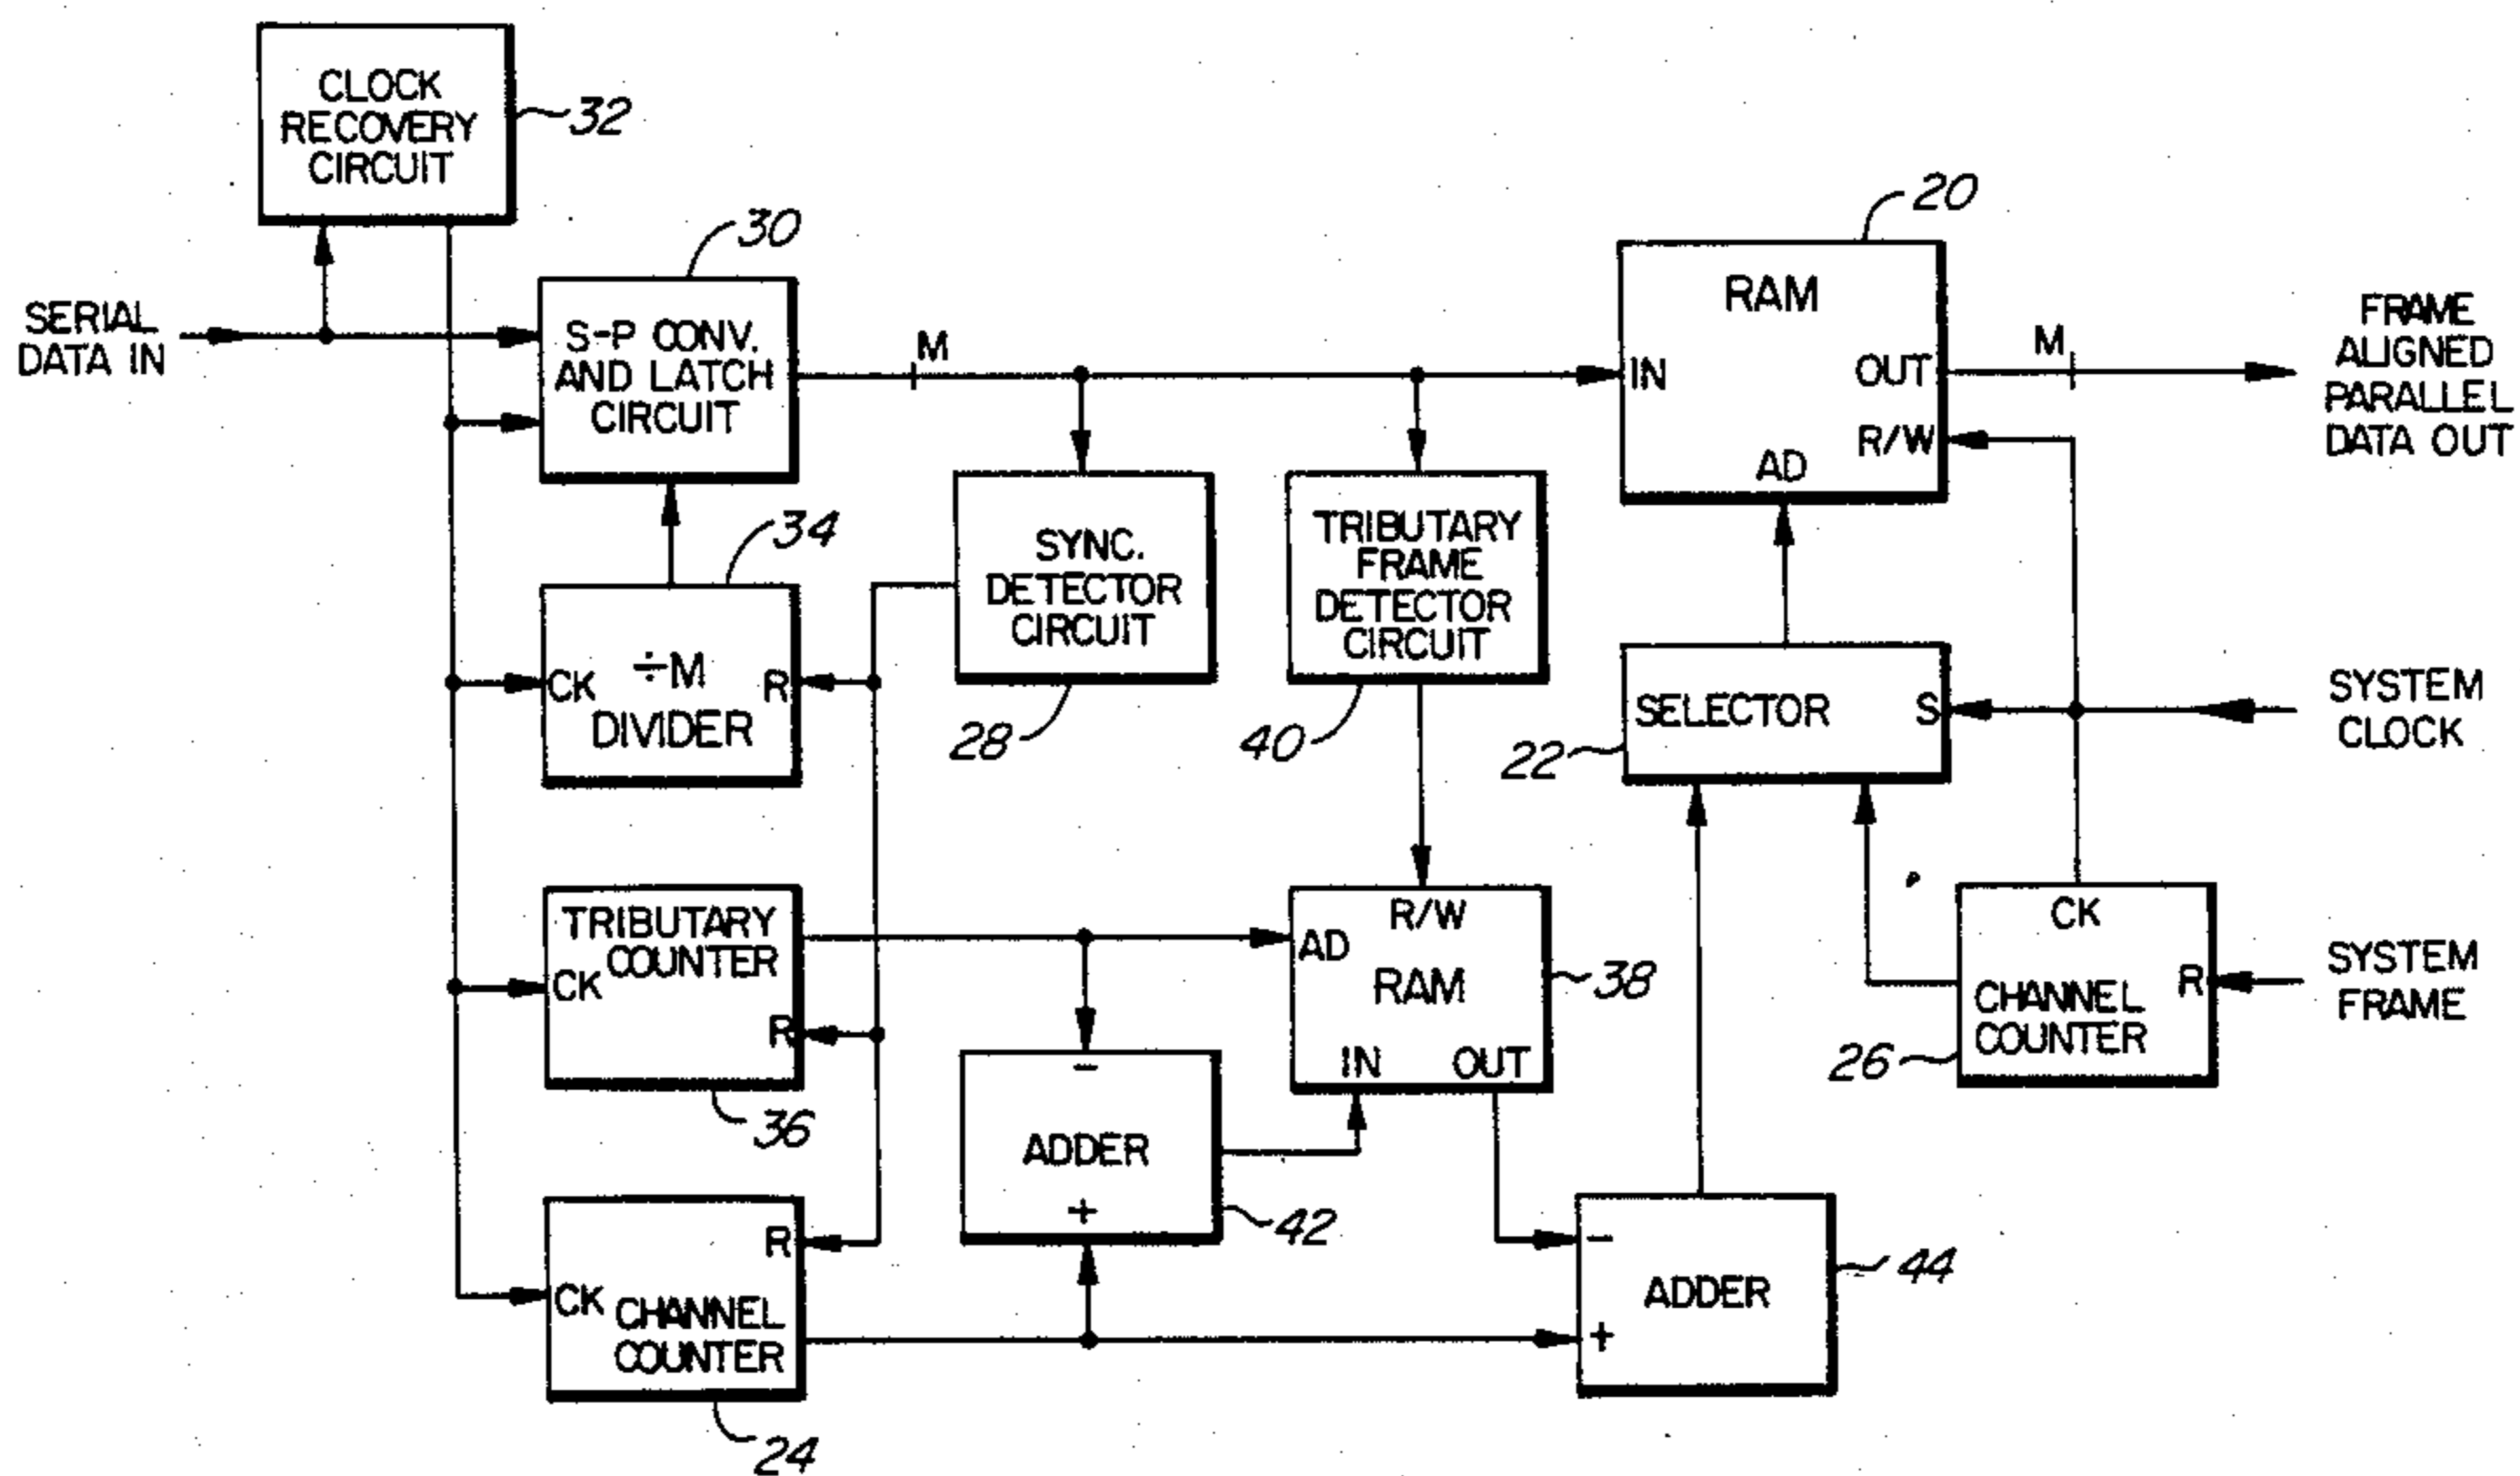 CLOCK
RECOVERY
CIRCUIT
32
SERIAL
DATA IN
30
S-P CONV.
AND LATCH
CIRCUIT
M
20
RAM
IN
OUT
R/W
AD
M
FRAME
ALIGNED
PARALLEL
DATA OUT
34
CK
÷M
R
DIVIDER
SYNC.
DETECTOR
CIRCUIT
28
TRIBUTARY
FRAME
DETECTOR
CIRCUIT
40
SELECTOR
S
22
SYSTEM
CLOCK
TRIBUTARY
COUNTER
CK
R
36
R/W
AD
RAM
IN
OUT
38
CK
R
CHANNEL
COUNTER
26
SYSTEM
FRAME
-
ADDER
+
42
R
CK
CHANNEL
COUNTER
24
-
ADDER
+
44